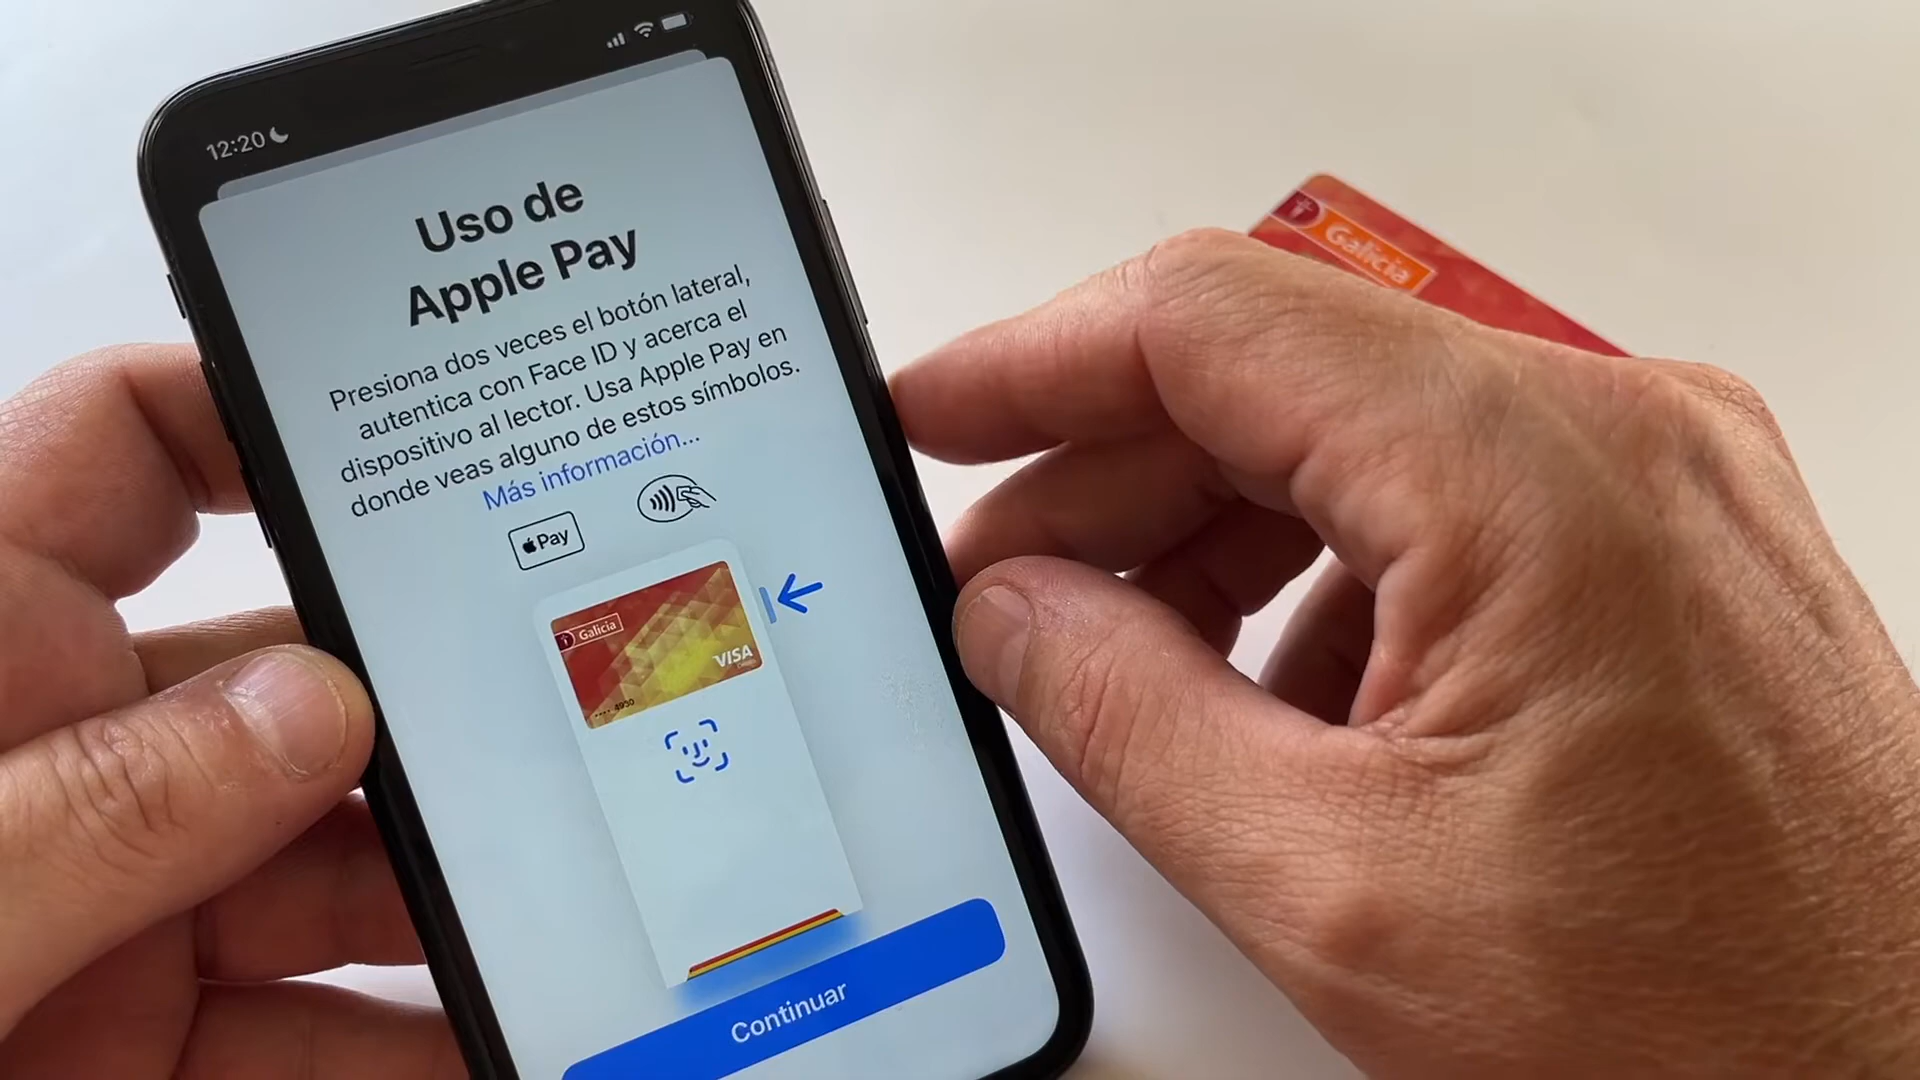 12:20
Uso de
Apple Pay
Presiona dos veces el botón lateral,
autentica con Face ID y acerca el
dispositivo al lector. Usa Apple Pay en
donde veas alguno de estos símbolos.
Más información...
Pay
Galicia
VISA
•••• 4930
Continuar
Galicia